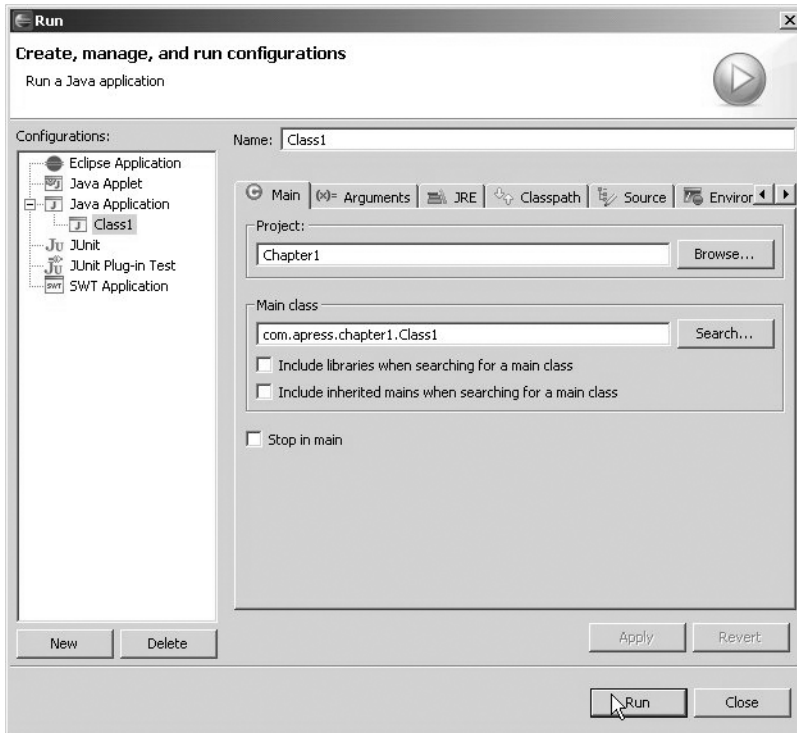 Run
Create, manage, and run configurations
Run a Java application
Configurations:
Eclipse Application
Java Applet
Java Application
Class1
JUnit
JUnit Plug-in Test
SWT Application
New
Delete
Name: Class1
Main
(x)= Arguments
JRE
Classpath
Source
Environ
Project:
Chapter1
Browse...
Main class
com.apress.chapter1.Class1
Search...
Include libraries when searching for a main class
Include inherited mains when searching for a main class
Stop in main
Apply
Revert
Run
Close